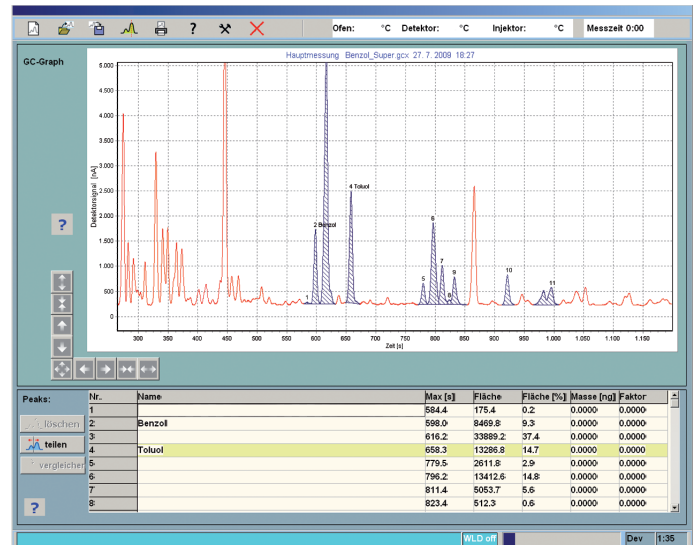 ? Ofen: °C Detektor: °C Injektor: °C Messzeit 0:00
GC-Graph
Hauptmessung Benzol_Super.gcx 27. 7. 2009 18:27
Detektorsignal [nA]
5.000
4.500
4.000
3.500
3.000
2.500
2.000
1.500
1.000
500
0
1
2 Benzol
4 Toluol
5
6
7
8
9
10
11
300 350 400 450 500 550 600 650 700 750 800 850 900 950 1.000 1.050 1.100 1.150
Zeit [s]
?
Peaks:
löschen
teilen
vergleichen
?
Nr. Name Max [s] Fläche Fläche [%] Masse [ng] Faktor
1 584.4 175.4 0.2 0.0000 0.0000
2 Benzol 598.0 8469.8 9.3 0.0000 0.0000
3 616.2 33889.2 37.4 0.0000 0.0000
4 Toluol 658.3 13286.8 14.7 0.0000 0.0000
5 779.5 2611.8 2.9 0.0000 0.0000
6 796.2 13412.6 14.8 0.0000 0.0000
7 811.4 5053.7 5.6 0.0000 0.0000
8 823.4 512.3 0.6 0.0000 0.0000
WLD off Dev 1:35